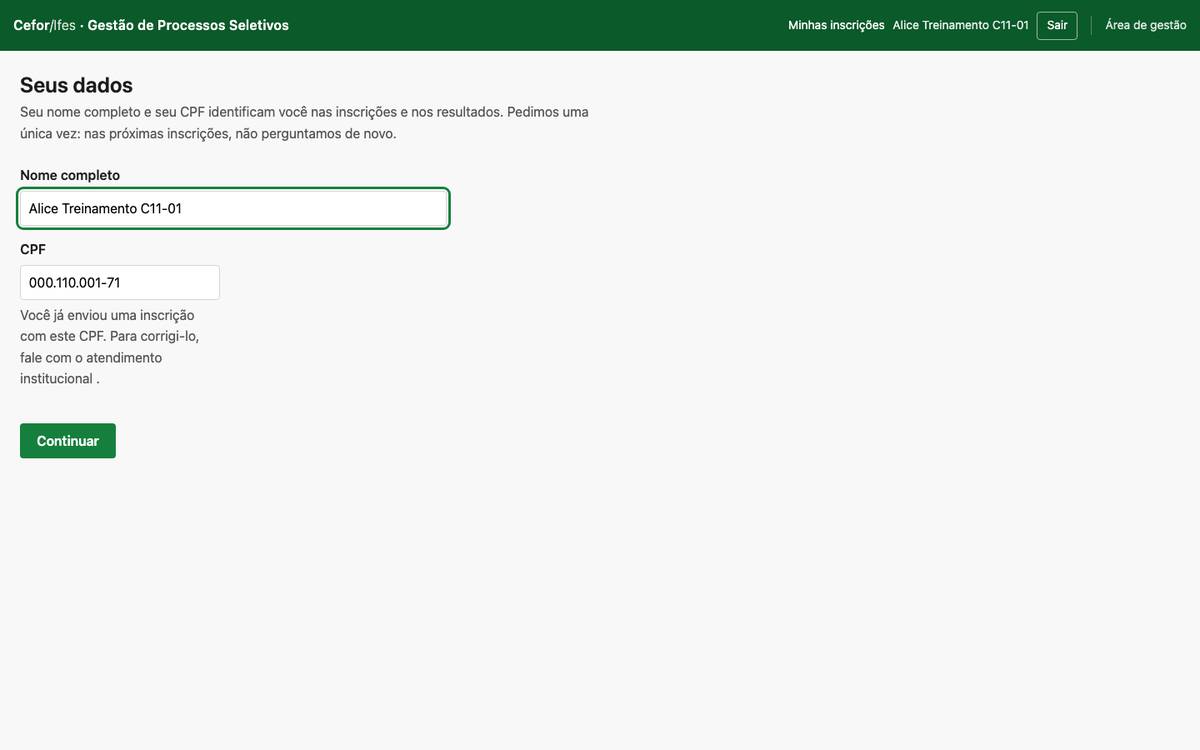 Cefor/Ifes · Gestão de Processos Seletivos
Minhas inscrições Alice Treinamento C11-01 Sair Área de gestão
Seus dados
Seu nome completo e seu CPF identificam você nas inscrições e nos resultados. Pedimos uma
única vez: nas próximas inscrições, não perguntamos de novo.
Nome completo
Alice Treinamento C11-01
CPF
000.110.001-71
Você já enviou uma inscrição
com este CPF. Para corrigi-lo,
fale com o atendimento
institucional .
Continuar